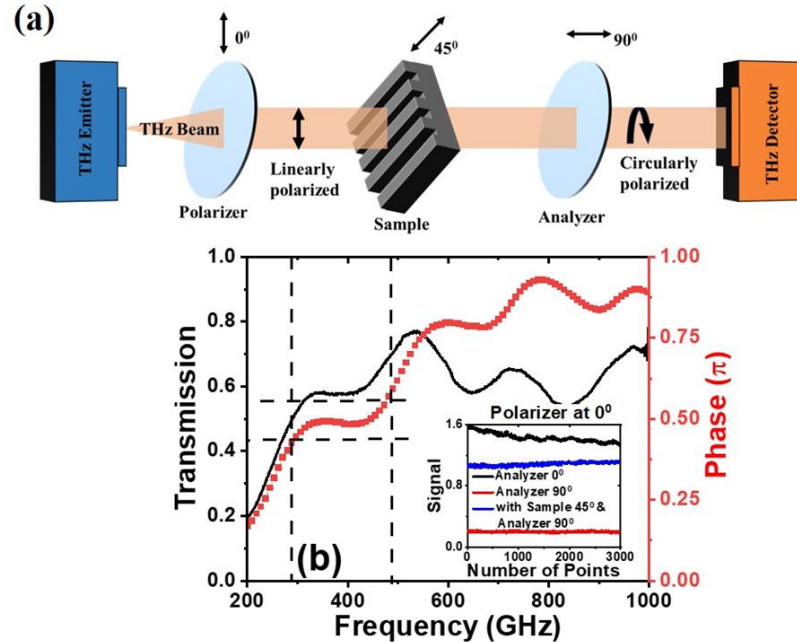 (a)
0⁰
45⁰
90⁰
THz Emitter
THz Beam
Linearly
polarized
Polarizer
Sample
Analyzer
Circularly
polarized
THz Detector
1.0
0.8
0.6
0.4
0.2
0.0
Transmission
1.00
0.75
0.50
0.25
0.00
Phase (π)
(b)
Polarizer at 0⁰
1.6
0.8
0.0
Signal
Analyzer 0⁰
Analyzer 90⁰
with Sample 45⁰ &
Analyzer 90⁰
0 1000 2000 3000
Number of Points
200 400 600 800 1000
Frequency (GHz)